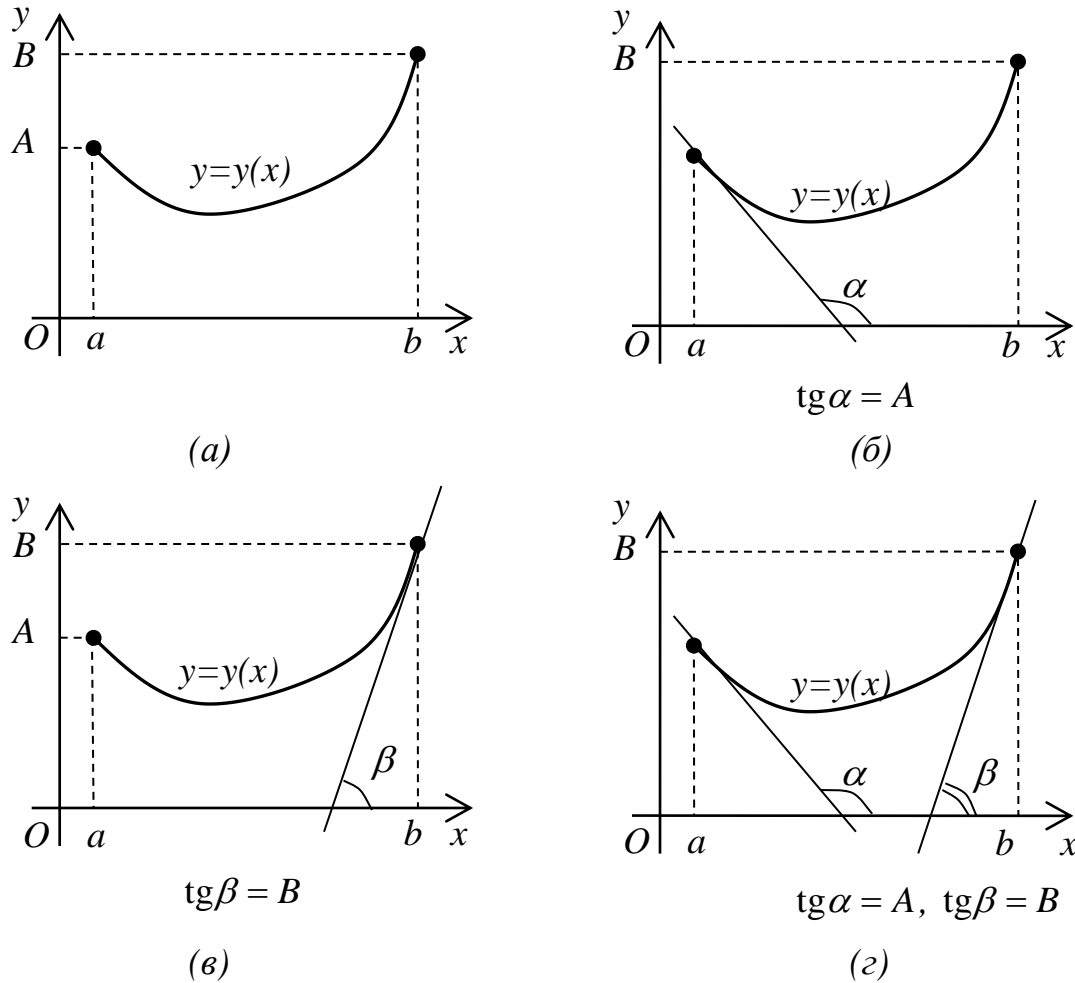 y
B
A
y=y(x)
O a b x
(а)
y
B
y=y(x)
α
O a b x
tgα = A
(б)
y
B
A
y=y(x)
β
O a b x
tgβ = B
(в)
y
B
y=y(x)
α β
O a b x
tgα = A, tgβ = B
(г)